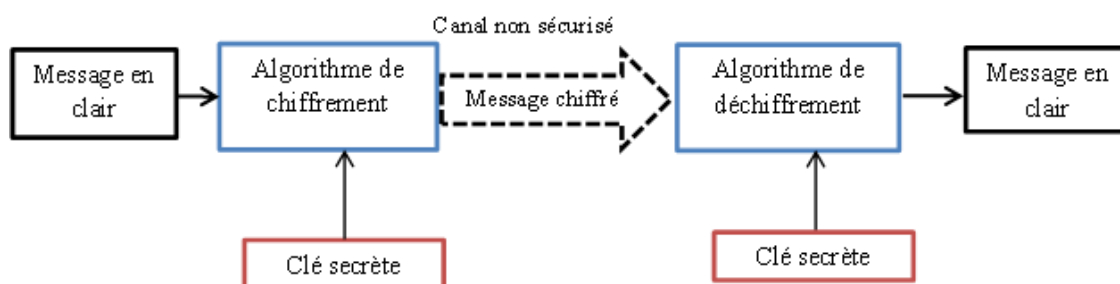 Canal non sécurisé
Message en
clair
Algorithme de
chiffrement
Message chiffré
Algorithme de
déchiffrement
Message en
clair
Clé secrète
Clé secrète